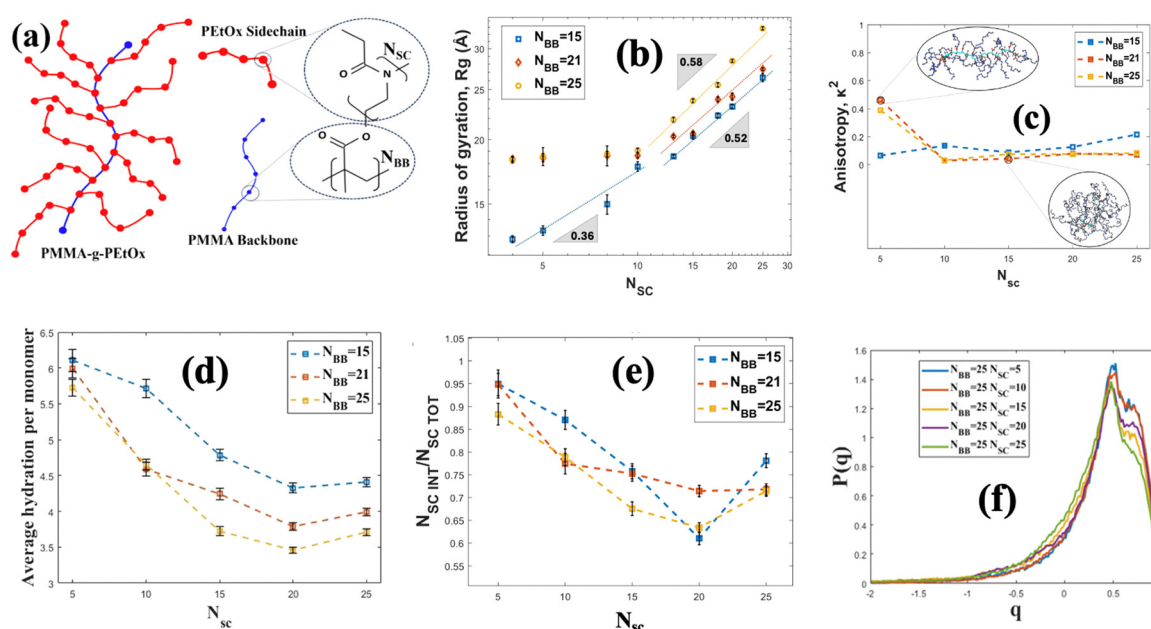 (a)
PEtOx Sidechain
N_SC
N
O
O
O
N_BB
PMMA-g-PEtOx
PMMA Backbone
(b)
Radius of gyration, Rg (Å)
30
20
15
N_BB=15
N_BB=21
N_BB=25
0.58
0.52
0.36
5 10 15 20 25 30
N_SC
(c)
Anisotropy, κ²
1
0.8
0.6
0.4
0.2
0
N_BB=15
N_BB=21
N_BB=25
5 10 15 20 25
N_sc
(d)
Average hydration per monomer
6.5
6
5.5
5
4.5
4
3.5
3
N_BB=15
N_BB=21
N_BB=25
5 10 15 20 25
N_sc
(e)
N_SC INT/N_SC TOT
1.05
1
0.95
0.9
0.85
0.8
0.75
0.7
0.65
0.6
0.55
N_BB=15
N_BB=21
N_BB=25
5 10 15 20 25
N_sc
(f)
P(q)
1.6
1.4
1.2
1
0.8
0.6
0.4
0.2
0
N_BB=25 N_SC=5
N_BB=25 N_SC=10
N_BB=25 N_SC=15
N_BB=25 N_SC=20
N_BB=25 N_SC=25
-2 -1.5 -1 -0.5 0 0.5
q